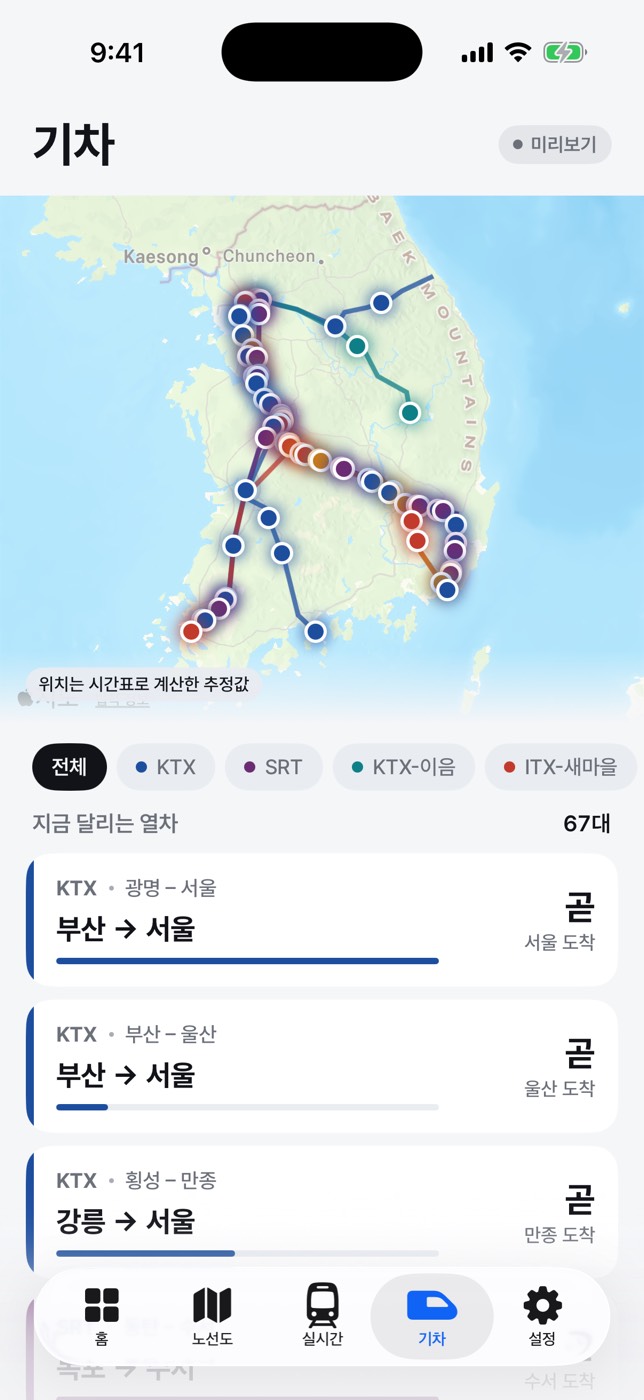 9:41
기차
미리보기
BAEK MOUNTAINS
Kaesong
Chuncheon
위치는 시간표로 계산한 추정값
전체
KTX
SRT
KTX-이음
ITX-새마을
지금 달리는 열차
67대
KTX • 광명 – 서울
부산 → 서울
곧
서울 도착
KTX • 부산 – 울산
부산 → 서울
곧
울산 도착
KTX • 횡성 – 만종
강릉 → 서울
곧
만종 도착
목포 → 수서
수서 도착
홈
노선도
실시간
기차
설정